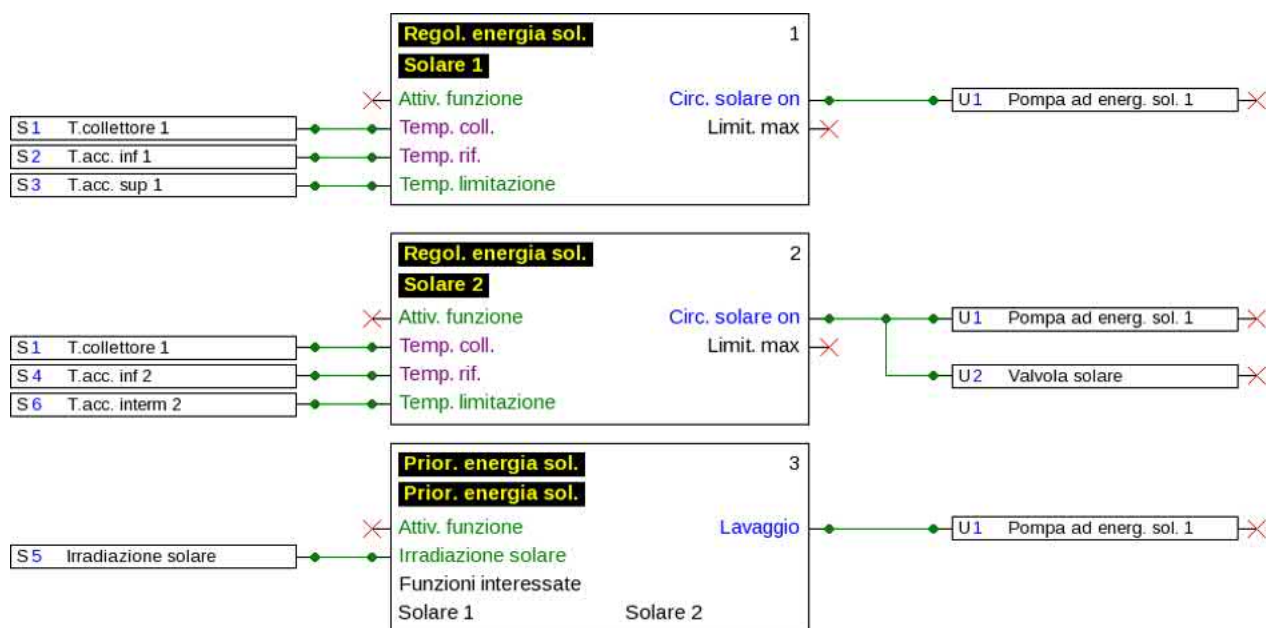 Regol. energia sol. 1
Solare 1
Attiv. funzione Circ. solare on U1 Pompa ad energ. sol. 1
S1 T.collettore 1 Temp. coll. Limit. max
S2 T.acc. inf 1 Temp. rif.
S3 T.acc. sup 1 Temp. limitazione
Regol. energia sol. 2
Solare 2
Attiv. funzione Circ. solare on U1 Pompa ad energ. sol. 1
S1 T.collettore 1 Temp. coll. Limit. max
S4 T.acc. inf 2 Temp. rif. U2 Valvola solare
S6 T.acc. interm 2 Temp. limitazione
Prior. energia sol. 3
Prior. energia sol.
Attiv. funzione Lavaggio U1 Pompa ad energ. sol. 1
S5 Irradiazione solare Irradiazione solare
Funzioni interessate
Solare 1 Solare 2